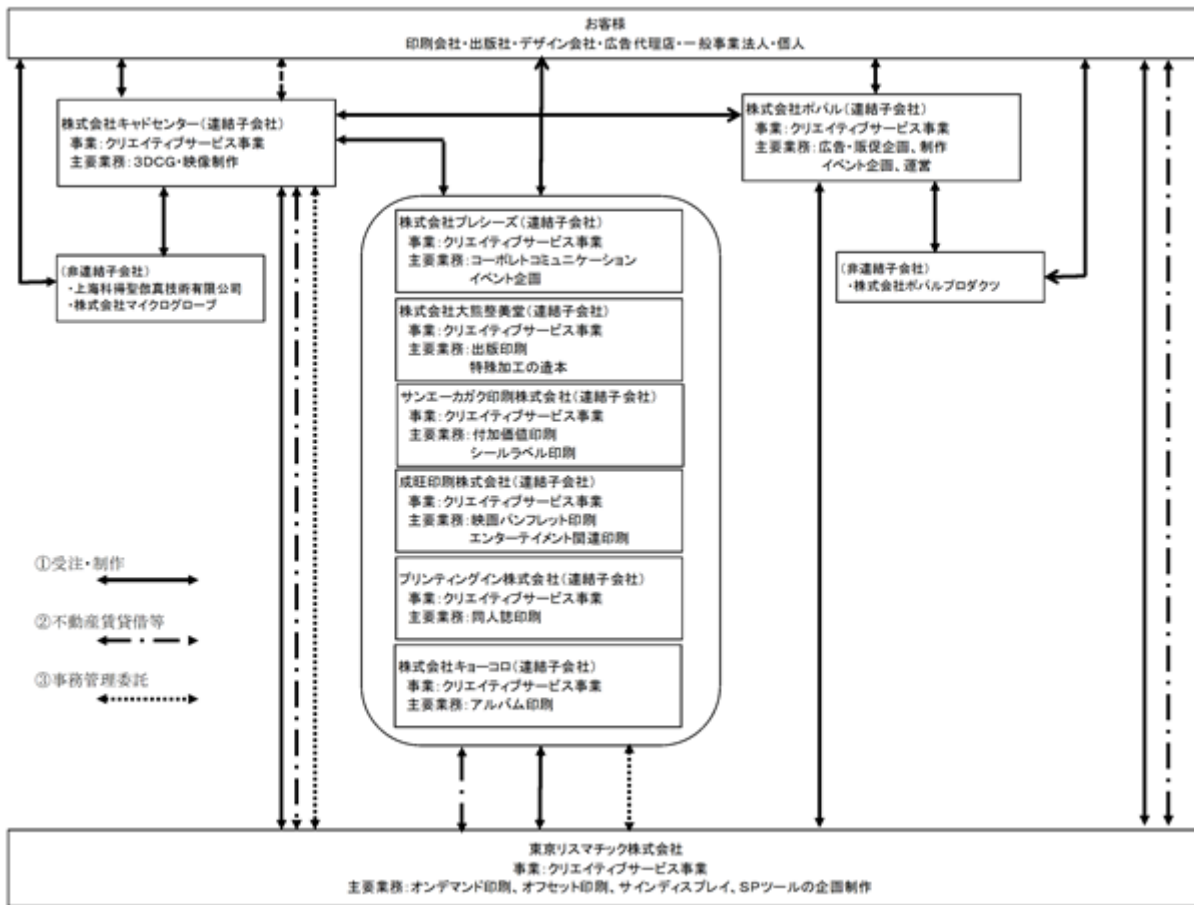 お客様
印刷会社・出版社・デザイン会社・広告代理店・一般事業法人・個人
株式会社キャドセンター(連結子会社)
事業:クリエイティブサービス事業
主要業務:3DCG・映像制作
株式会社ポパル(連結子会社)
事業:クリエイティブサービス事業
主要業務:広告・販促企画、制作
イベント企画、運営
(非連結子会社)
・上海科得聖倣真技術有限公司
・株式会社マイクログローブ
(非連結子会社)
・株式会社ポパルプロダクツ
株式会社プレシーズ(連結子会社)
事業:クリエイティブサービス事業
主要業務:コーポレトコミュニケーション
イベント企画
株式会社大熊整美堂(連結子会社)
事業:クリエイティブサービス事業
主要業務:出版印刷
特殊加工の造本
サンエーカガク印刷株式会社(連結子会社)
事業:クリエイティブサービス事業
主要業務:付加価値印刷
シールラベル印刷
成旺印刷株式会社(連結子会社)
事業:クリエイティブサービス事業
主要業務:映画パンフレット印刷
エンターテイメント関連印刷
プリンティングイン株式会社(連結子会社)
事業:クリエイティブサービス事業
主要業務:同人誌印刷
株式会社キョーコロ(連結子会社)
事業:クリエイティブサービス事業
主要業務:アルバム印刷
①受注・制作
②不動産賃貸借等
③事務管理委託
東京リスマチック株式会社
事業:クリエイティブサービス事業
主要業務:オンデマンド印刷、オフセット印刷、サインディスプレイ、SPツールの企画制作